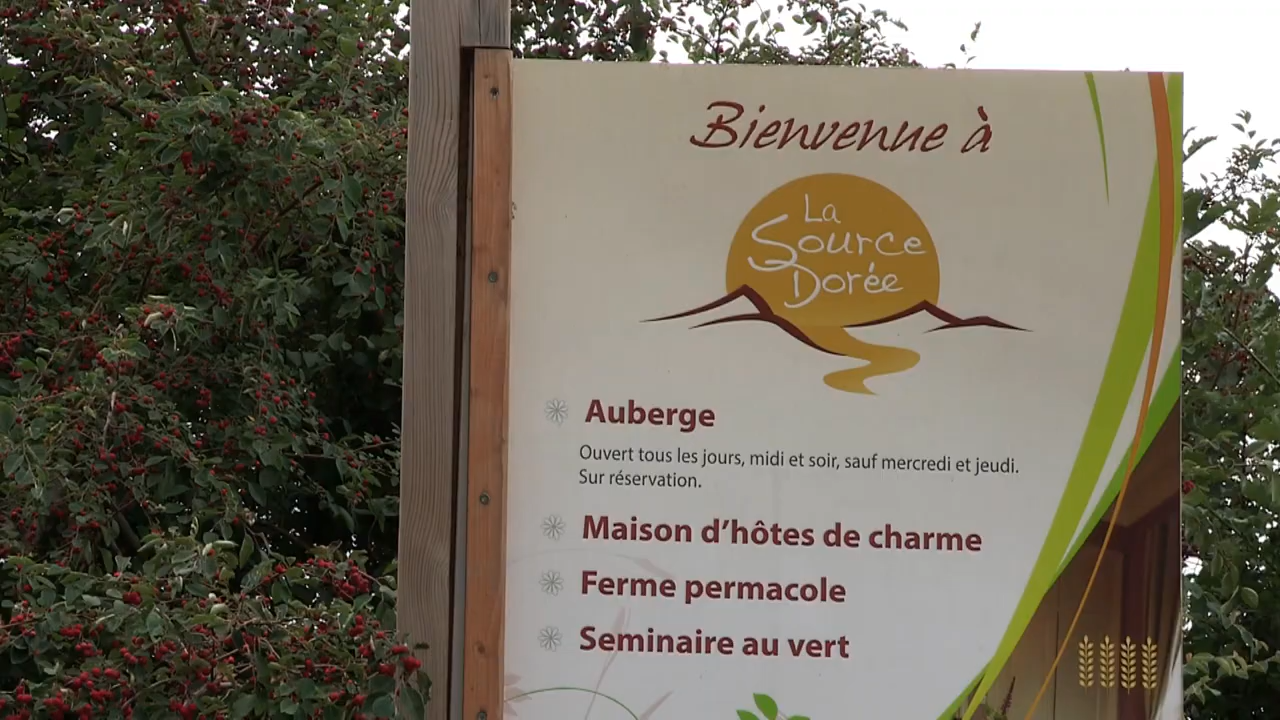 Bienvenue à
La
Source
Dorée
Auberge
Ouvert tous les jours, midi et soir, sauf mercredi et jeudi.
Sur réservation.
Maison d'hôtes de charme
Ferme permacole
Seminaire au vert